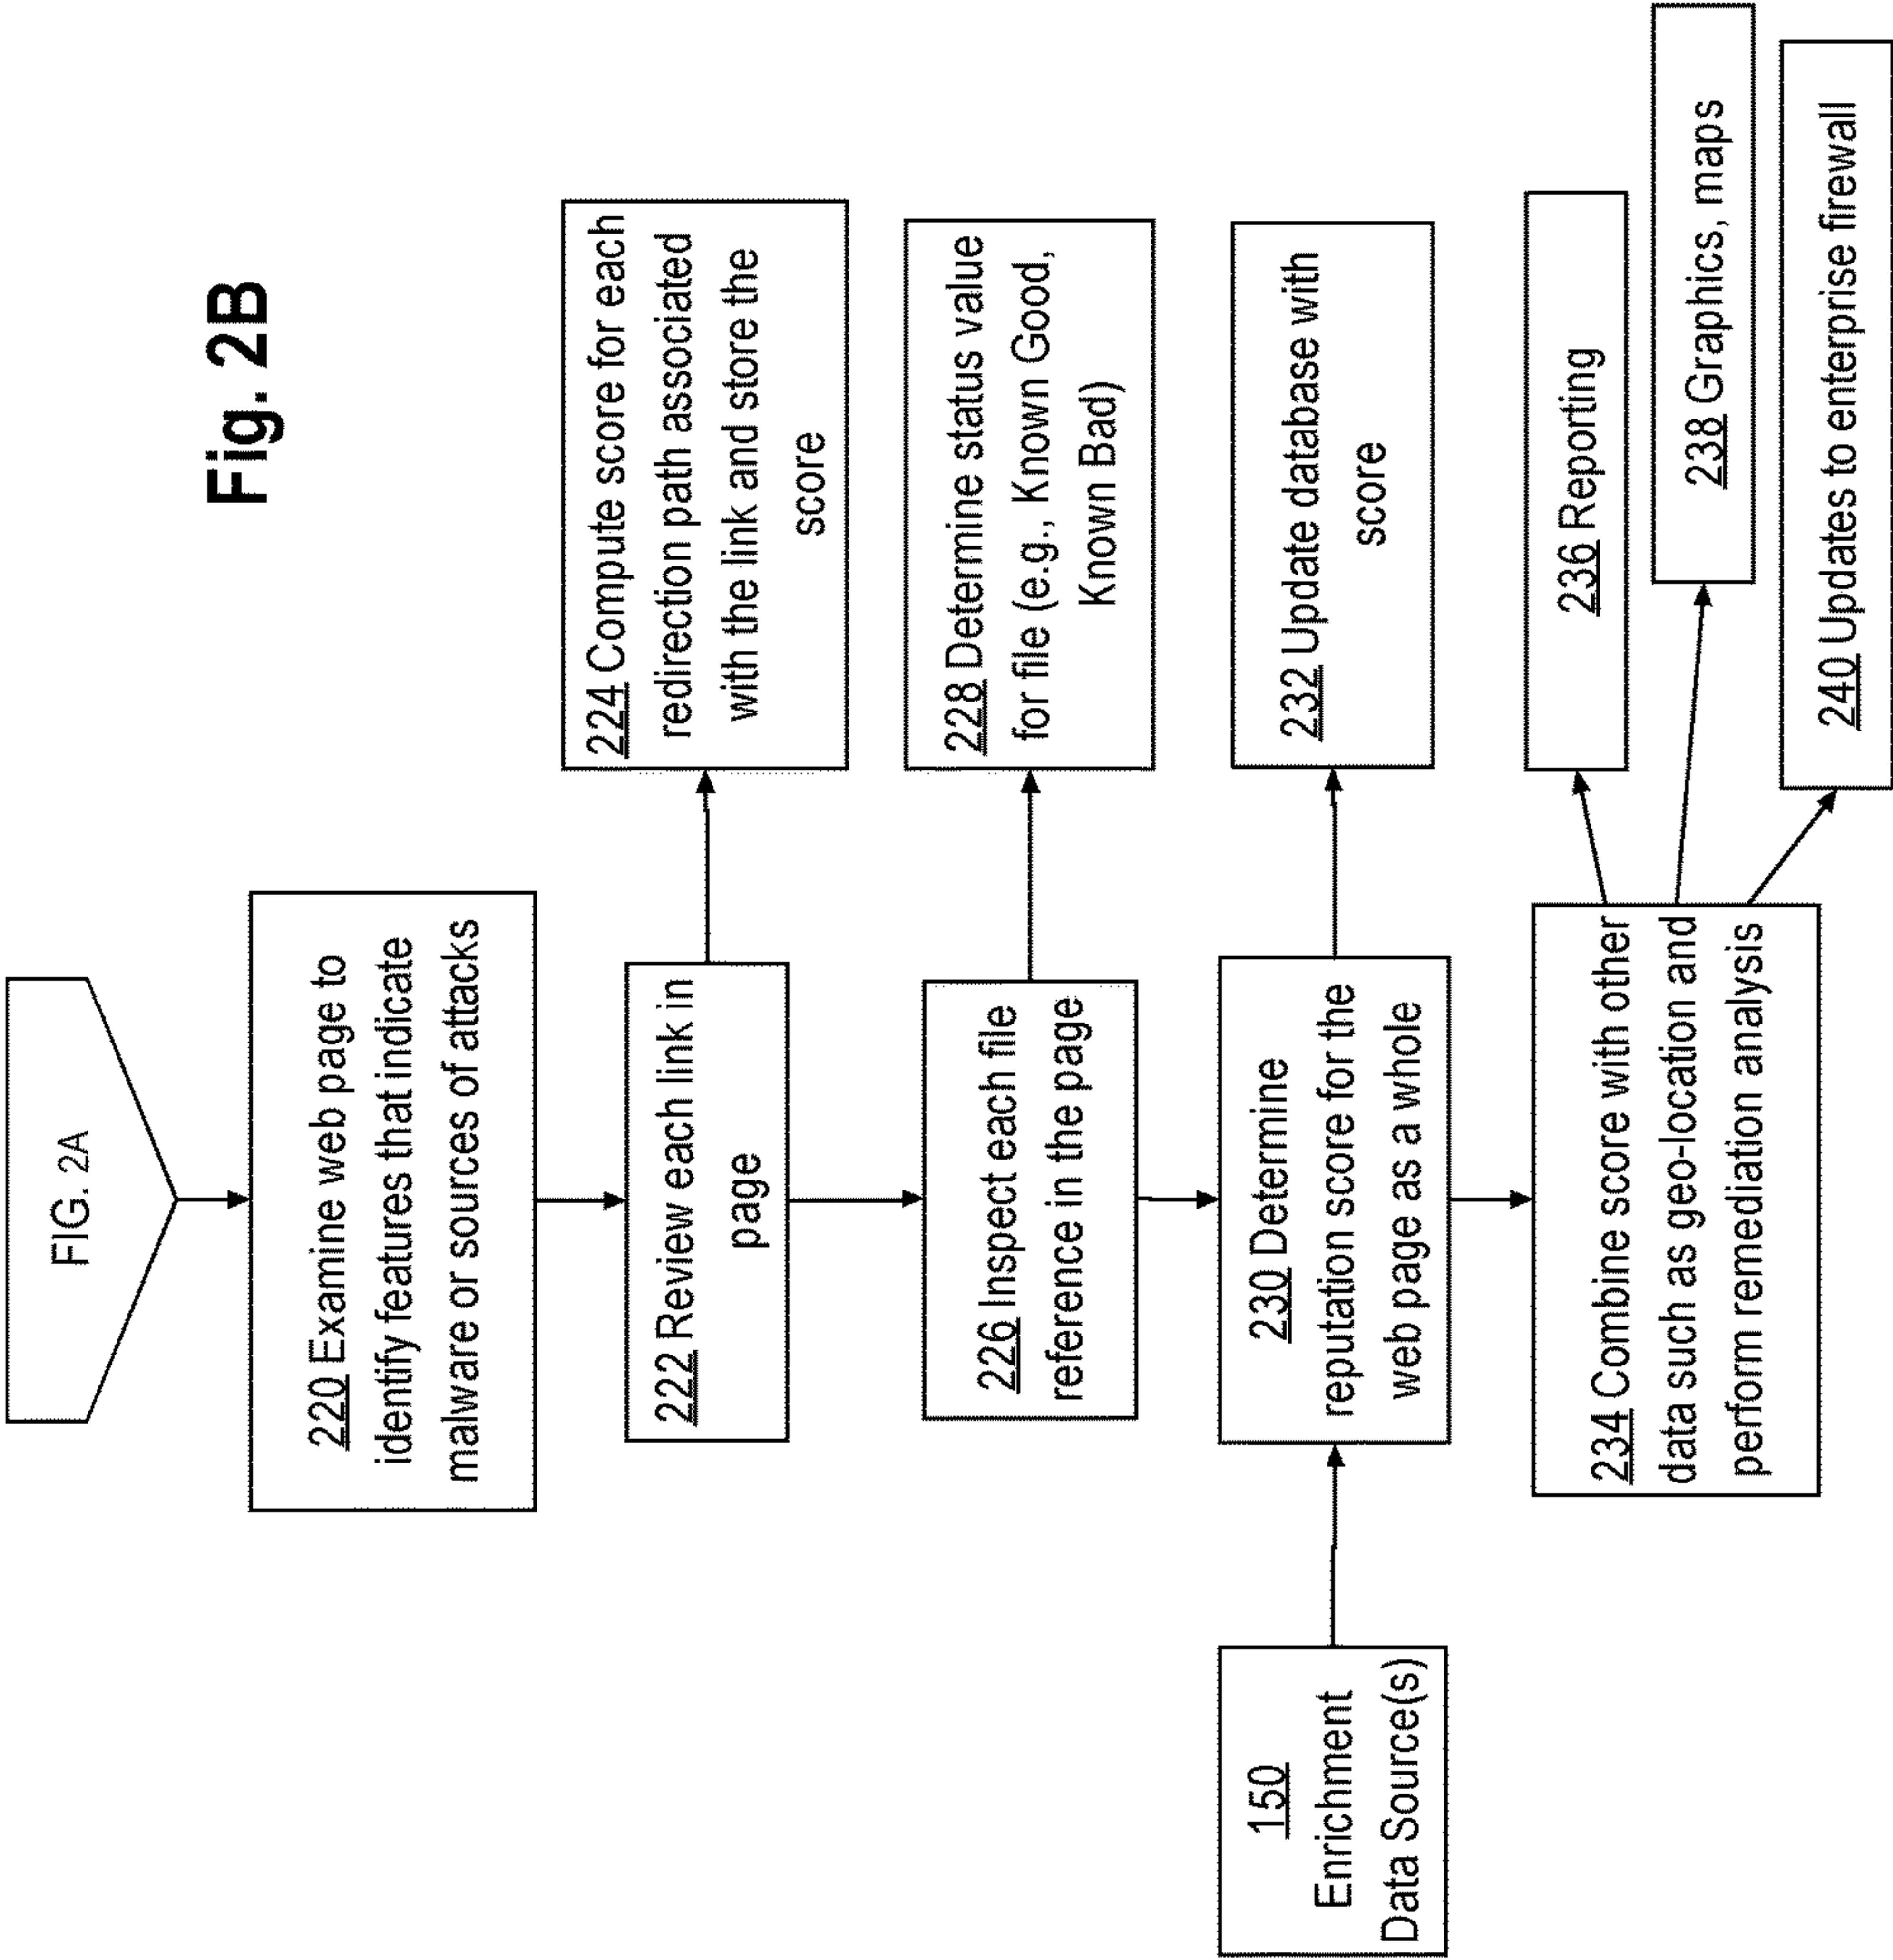 Fig. 2B
FIG. 2A
220 Examine web page to
identify features that indicate
malware or sources of attacks
222 Review each link in
page
224 Compute score for each
redirection path associated
with the link and store the
score
226 Inspect each file
reference in the page
228 Determine status value
for file (e.g., Known Good,
Known Bad)
150
Enrichment
Data Source(s)
230 Determine
reputation score for the
web page as a whole
232 Update database with
score
234 Combine score with other
data such as geo-location and
perform remediation analysis
236 Reporting
238 Graphics, maps
240 Updates to enterprise firewall